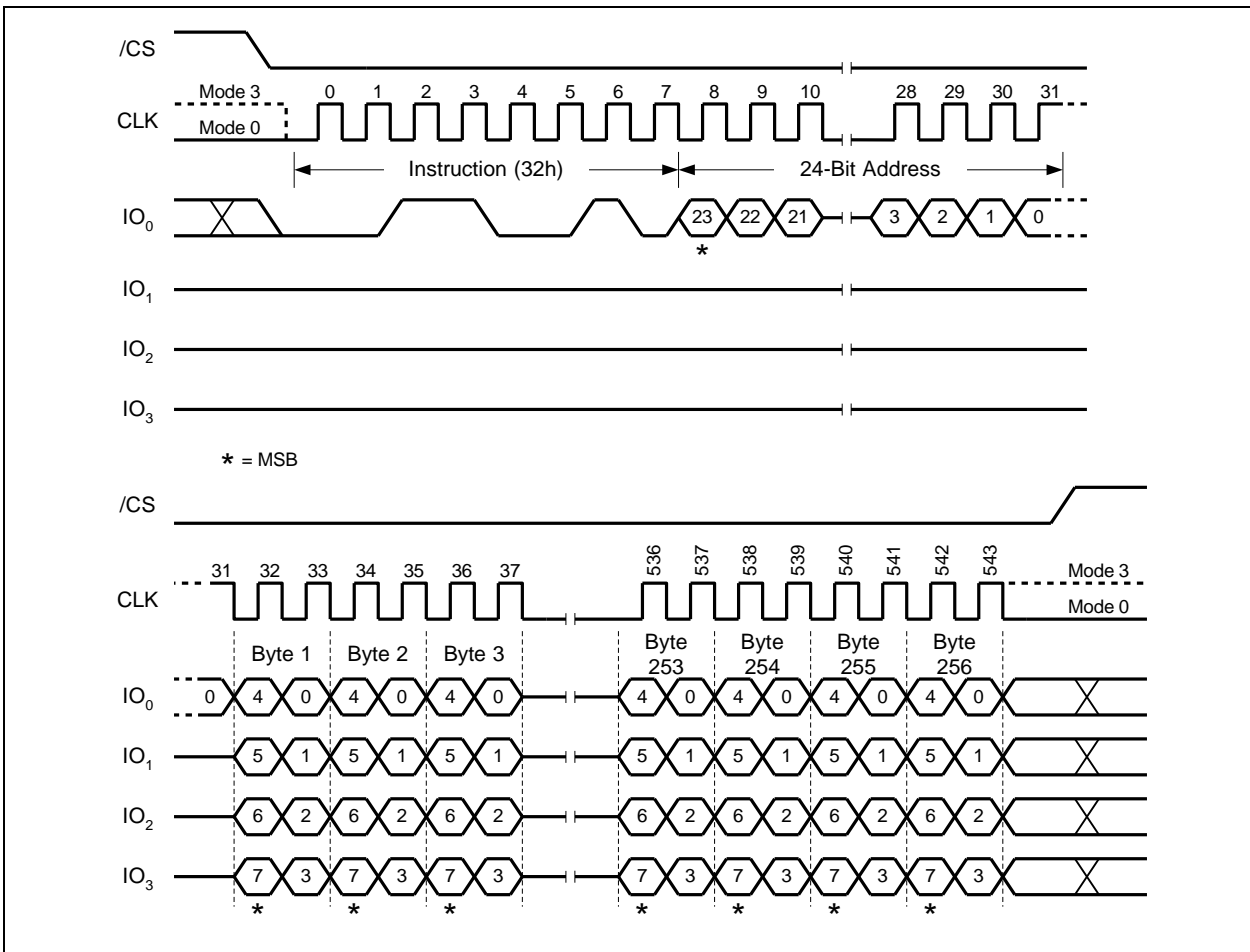 /CS
Mode 3 0 1 2 3 4 5 6 7 8 9 10 28 29 30 31
CLK
Mode 0
Instruction (32h) 24-Bit Address
IO0 23 22 21 3 2 1 0
*
IO1
IO2
IO3
* = MSB
/CS
31 32 33 34 35 36 37 536 537 538 539 540 541 542 543 Mode 3
CLK
Mode 0
Byte 1 Byte 2 Byte 3 Byte 253 Byte 254 Byte 255 Byte 256
IO0 0 4 0 4 0 4 0 4 0 4 0 4 0 4 0
IO1 5 1 5 1 5 1 5 1 5 1 5 1 5 1
IO2 6 2 6 2 6 2 6 2 6 2 6 2 6 2
IO3 7 3 7 3 7 3 7 3 7 3 7 3 7 3
* * * * * * *